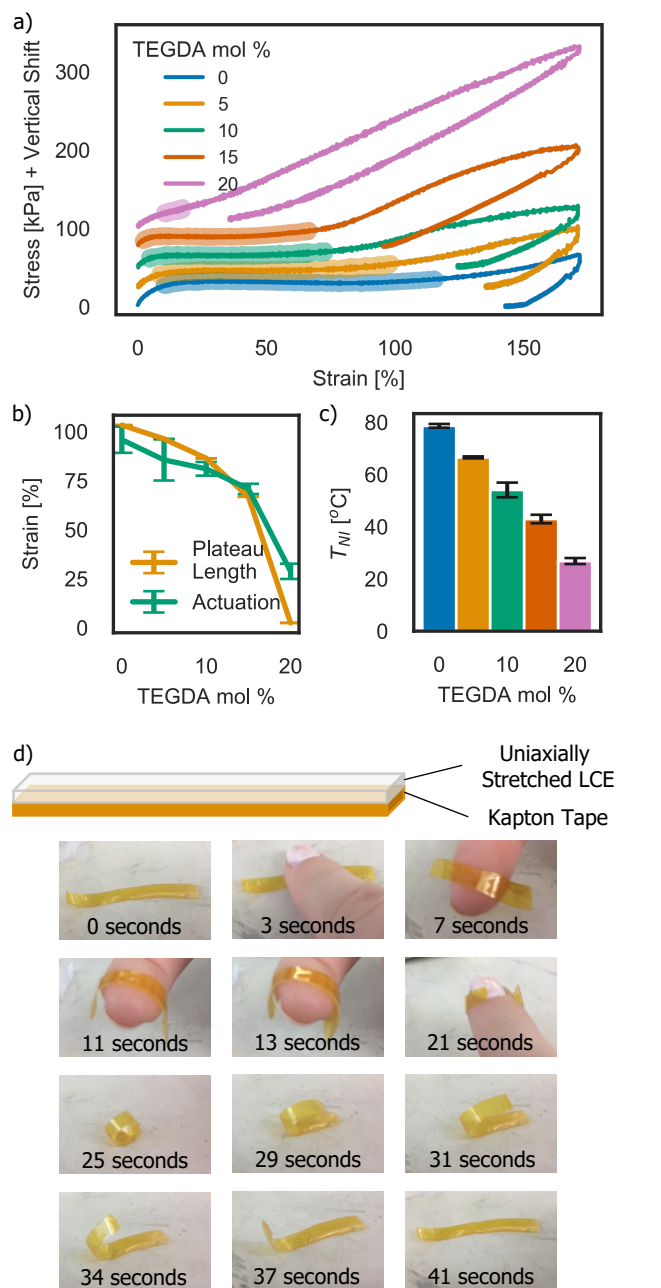 a)
TEGDA mol %
0
5
10
15
20
Stress [kPa] + Vertical Shift
300
200
100
0
0 50 100 150
Strain [%]
b)
Strain [%]
100
75
50
25
0
Plateau
Length
Actuation
0 10 20
TEGDA mol %
c)
T_NI [°C]
80
60
40
20
0
0 10 20
TEGDA mol %
d)
Uniaxially
Stretched LCE
Kapton Tape
0 seconds
3 seconds
7 seconds
11 seconds
13 seconds
21 seconds
25 seconds
29 seconds
31 seconds
34 seconds
37 seconds
41 seconds